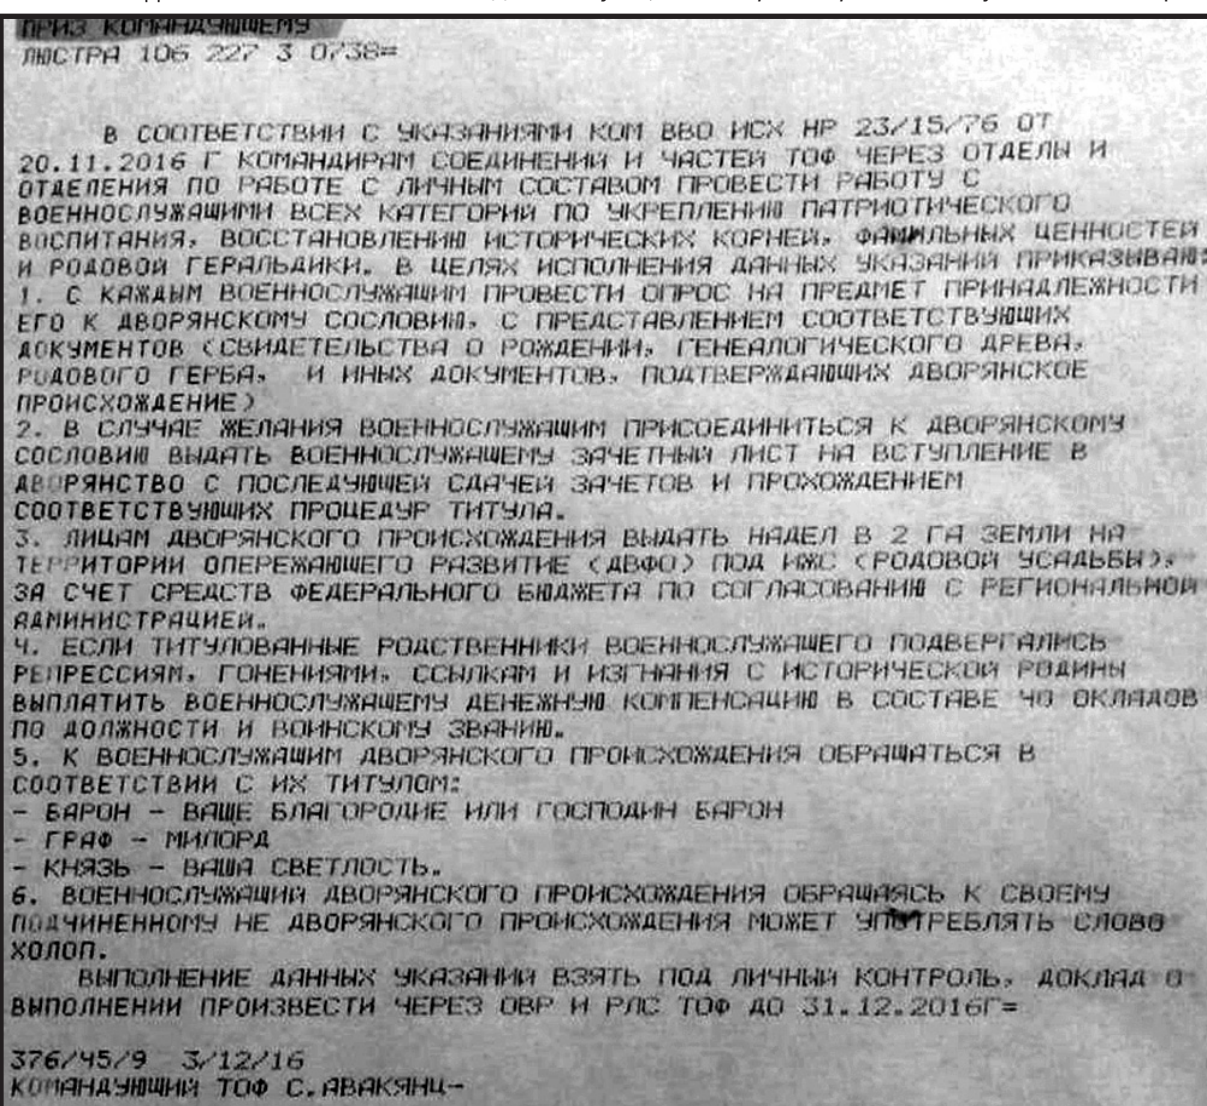 ПРИЗ КОМАНДУЮЩЕМУ
ЛЮСТРА 106 227 3 0738=
В СООТВЕТСТВИИ С УКАЗАНИЯМИ КОМ ВВО ИСХ НР 23/15/76 ОТ
20.11.2016 Г КОМАНДИРАМ СОЕДИНЕНИЙ И ЧАСТЕЙ ТОФ ЧЕРЕЗ ОТДЕЛЫ И
ОТДЕЛЕНИЯ ПО РАБОТЕ С ЛИЧНЫМ СОСТАВОМ ПРОВЕСТИ РАБОТУ С
ВОЕННОСЛУЖАЩИМИ ВСЕХ КАТЕГОРИЙ ПО УКРЕПЛЕНИЮ ПАТРИОТИЧЕСКОГО
ВОСПИТАНИЯ, ВОССТАНОВЛЕНИЮ ИСТОРИЧЕСКИХ КОРНЕЙ, ФАМИЛЬНЫХ ЦЕННОСТЕЙ
И РОДОВОЙ ГЕРАЛЬДИКИ. В ЦЕЛЯХ ИСПОЛНЕНИЯ ДАННЫХ УКАЗАНИЙ ПРИКАЗЫВАЮ:
1. С КАЖДЫМ ВОЕННОСЛУЖАЩИМ ПРОВЕСТИ ОПРОС НА ПРЕДМЕТ ПРИНАДЛЕЖНОСТИ
ЕГО К ДВОРЯНСКОМУ СОСЛОВИЮ, С ПРЕДСТАВЛЕНИЕМ СООТВЕТСТВУЮЩИХ
ДОКУМЕНТОВ (СВИДЕТЕЛЬСТВА О РОЖДЕНИИ, ГЕНЕАЛОГИЧЕСКОГО ДРЕВА,
РОДОВОГО ГЕРБА, И ИНЫХ ДОКУМЕНТОВ, ПОДТВЕРЖДАЮЩИХ ДВОРЯНСКОЕ
ПРОИСХОЖДЕНИЕ)
2. В СЛУЧАЕ ЖЕЛАНИЯ ВОЕННОСЛУЖАЩИМ ПРИСОЕДИНИТЬСЯ К ДВОРЯНСКОМУ
СОСЛОВИЮ ВЫДАТЬ ВОЕННОСЛУЖАЩЕМУ ЗАЧЕТНЫЙ ЛИСТ НА ВСТУПЛЕНИЕ В
ДВОРЯНСТВО С ПОСЛЕДУЮЩЕЙ СДАЧЕЙ ЗАЧЕТОВ И ПРОХОЖДЕНИЕМ
СООТВЕТСТВУЮЩИХ ПРОЦЕДУР ТИТУЛА.
3. ЛИЦАМ ДВОРЯНСКОГО ПРОИСХОЖДЕНИЯ ВЫДАТЬ НАДЕЛ В 2 ГА ЗЕМЛИ НА
ТЕРРИТОРИИ ОПЕРЕЖАЮЩЕГО РАЗВИТИЕ (ДВФО) ПОД ИЖС (РОДОВОЙ УСАДЬБЫ),
ЗА СЧЕТ СРЕДСТВ ФЕДЕРАЛЬНОГО БЮДЖЕТА ПО СОГЛАСОВАНИЮ С РЕГИОНАЛЬНОЙ
АДМИНИСТРАЦИЕЙ.
4. ЕСЛИ ТИТУЛОВАННЫЕ РОДСТВЕННИКИ ВОЕННОСЛУЖАЩЕГО ПОДВЕРГАЛИСЬ
РЕПРЕССИЯМ, ГОНЕНИЯМИ, ССЫЛКАМ И ИЗГНАНИЯ С ИСТОРИЧЕСКОЙ РОДИНЫ
ВЫПЛАТИТЬ ВОЕННОСЛУЖАЩЕМУ ДЕНЕЖНУЮ КОМПЕНСАЦИЮ В СОСТАВЕ 40 ОКЛАДОВ
ПО ДОЛЖНОСТИ И ВОИНСКОМУ ЗВАНИЮ.
5. К ВОЕННОСЛУЖАЩИМ ДВОРЯНСКОГО ПРОИСХОЖДЕНИЯ ОБРАЩАТЬСЯ В
СООТВЕТСТВИИ С ИХ ТИТУЛОМ:
- БАРОН - ВАШЕ БЛАГОРОДИЕ ИЛИ ГОСПОДИН БАРОН
- ГРАФ - МИЛОРД
- КНЯЗЬ - ВАША СВЕТЛОСТЬ.
6. ВОЕННОСЛУЖАЩИЙ ДВОРЯНСКОГО ПРОИСХОЖДЕНИЯ ОБРАЩАЯСЬ К СВОЕМУ
ПОДЧИНЕННОМУ НЕ ДВОРЯНСКОГО ПРОИСХОЖДЕНИЯ МОЖЕТ УПОТРЕБЛЯТЬ СЛОВО
ХОЛОП.
ВЫПОЛНЕНИЕ ДАННЫХ УКАЗАНИЙ ВЗЯТЬ ПОД ЛИЧНЫЙ КОНТРОЛЬ, ДОКЛАД О
ВЫПОЛНЕНИИ ПРОИЗВЕСТИ ЧЕРЕЗ ОВР И РЛС ТОФ ДО 31.12.2016Г=
376/45/9 3/12/16
КОМАНДУЮЩИЙ ТОФ С.АВАКЯНЦ-